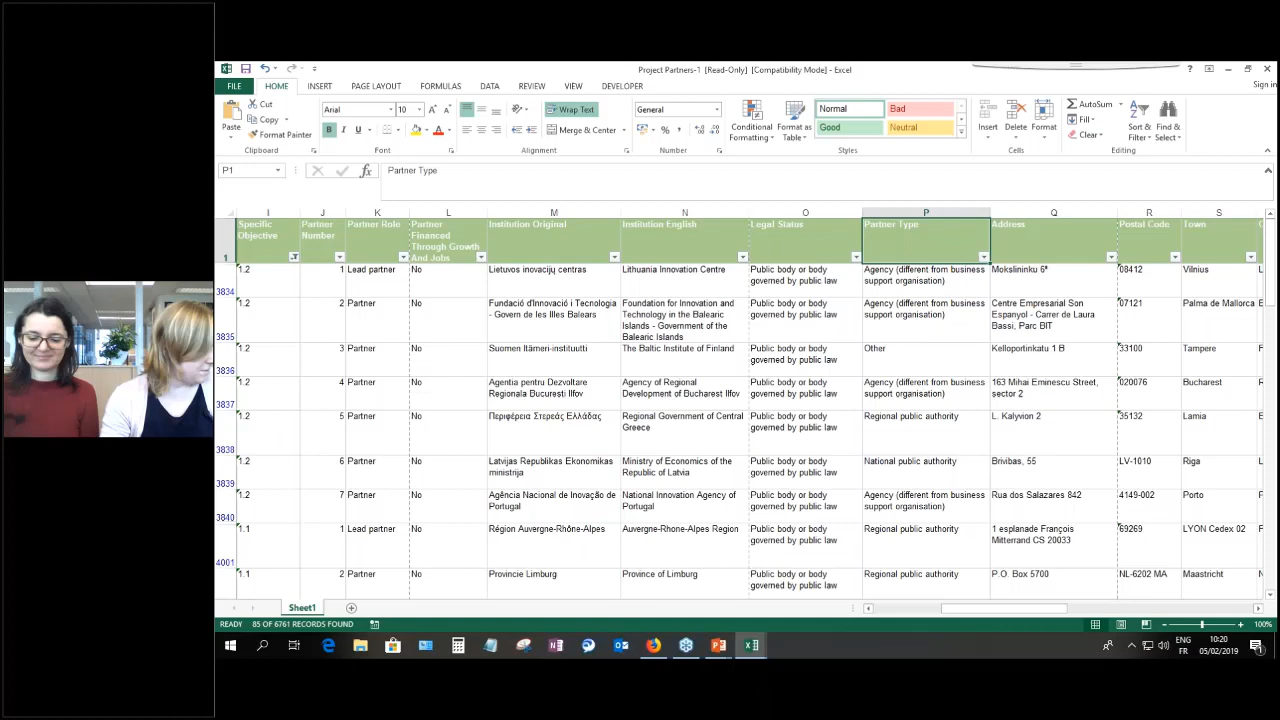 Project Partners-1 [Read-Only] [Compatibility Mode] - Excel
Sign in
FILE HOME INSERT PAGE LAYOUT FORMULAS DATA REVIEW VIEW DEVELOPER
Paste Cut Copy Format Painter Clipboard
Arial 10 Font
Wrap Text Merge & Center Alignment
General Number
Conditional Formatting Format as Table Normal Bad Good Neutral Styles
Insert Delete Format Cells
AutoSum Fill Clear Sort & Filter Find & Select Editing
P1 fx Partner Type
I J K L M N O P Q R S
1 Specific Objective Partner Number Partner Role Partner Financed Through Growth And Jobs Institution Original Institution English Legal Status Partner Type Address Postal Code Town
3834 1.2 1 Lead partner No Lietuvos inovacijų centras Lithuania Innovation Centre Public body or body governed by public law Agency (different from business support organisation) Mokslininku 6ª 08412 Vilnius
3835 1.2 2 Partner No Fundació d'Innovació i Tecnologia - Govern de les Illes Balears Foundation for Innovation and Technology in the Balearic Islands - Government of the Balearic Islands Public body or body governed by public law Agency (different from business support organisation) Centre Empresarial Son Espanyol - Carrer de Laura Bassi, Parc BIT 07121 Palma de Mallorca
3836 1.2 3 Partner No Suomen Itämeri-instituutti The Baltic Institute of Finland Public body or body governed by public law Other Kelloportinkatu 1 B 33100 Tampere
3837 1.2 4 Partner No Agentia pentru Dezvoltare Regionala București Ilfov Agency of Regional Development of Bucharest Ilfov Public body or body governed by public law Agency (different from business support organisation) 163 Mihai Eminescu Street, sector 2 020076 Bucharest
3838 1.2 5 Partner No Περιφέρεια Στερεάς Ελλάδας Regional Government of Central Greece Public body or body governed by public law Regional public authority L. Kalyvion 2 35132 Lamia
3839 1.2 6 Partner No Latvijas Republikas Ekonomikas ministrija Ministry of Economics of the Republic of Latvia Public body or body governed by public law National public authority Brivibas, 55 LV-1010 Riga
3840 1.2 7 Partner No Agência Nacional de Inovação de Portugal National Innovation Agency of Portugal Public body or body governed by public law Agency (different from business support organisation) Rua dos Salazares 842 4149-002 Porto
4001 1.1 1 Lead partner No Région Auvergne-Rhône-Alpes Auvergne-Rhone-Alpes Region Public body or body governed by public law Regional public authority 1 esplanade François Mitterrand CS 20033 69269 LYON Cedex 02
1.1 2 Partner No Provincie Limburg Province of Limburg Public body or body governed by public law Regional public authority P.O. Box 5700 NL-6202 MA Maastricht
Sheet1
READY 85 OF 6761 RECORDS FOUND 100%
ENG FR 10:20 05/02/2019